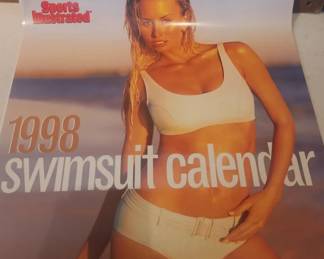 Sports
Illustrated
1998
swimsuit calendar